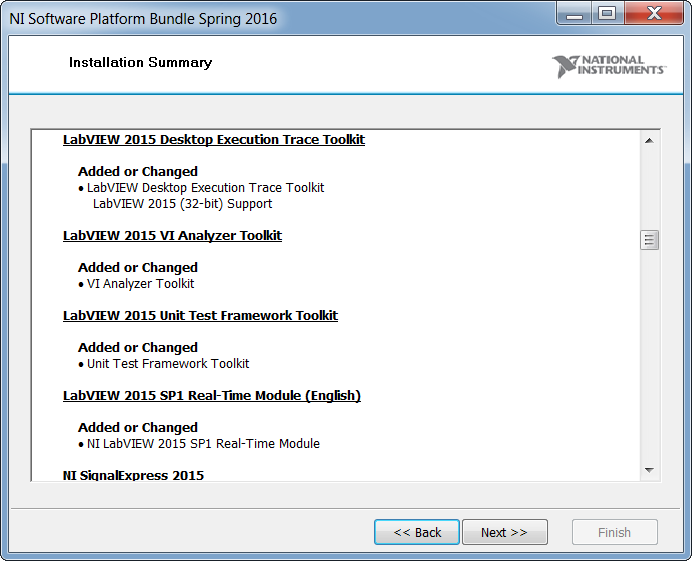 NI Software Platform Bundle Spring 2016
Installation Summary
NATIONAL
INSTRUMENTS™
LabVIEW 2015 Desktop Execution Trace Toolkit
Added or Changed
• LabVIEW Desktop Execution Trace Toolkit
LabVIEW 2015 (32-bit) Support
LabVIEW 2015 VI Analyzer Toolkit
Added or Changed
• VI Analyzer Toolkit
LabVIEW 2015 Unit Test Framework Toolkit
Added or Changed
• Unit Test Framework Toolkit
LabVIEW 2015 SP1 Real-Time Module (English)
Added or Changed
• NI LabVIEW 2015 SP1 Real-Time Module
NI SignalExpress 2015
<< Back
Next >>
Finish